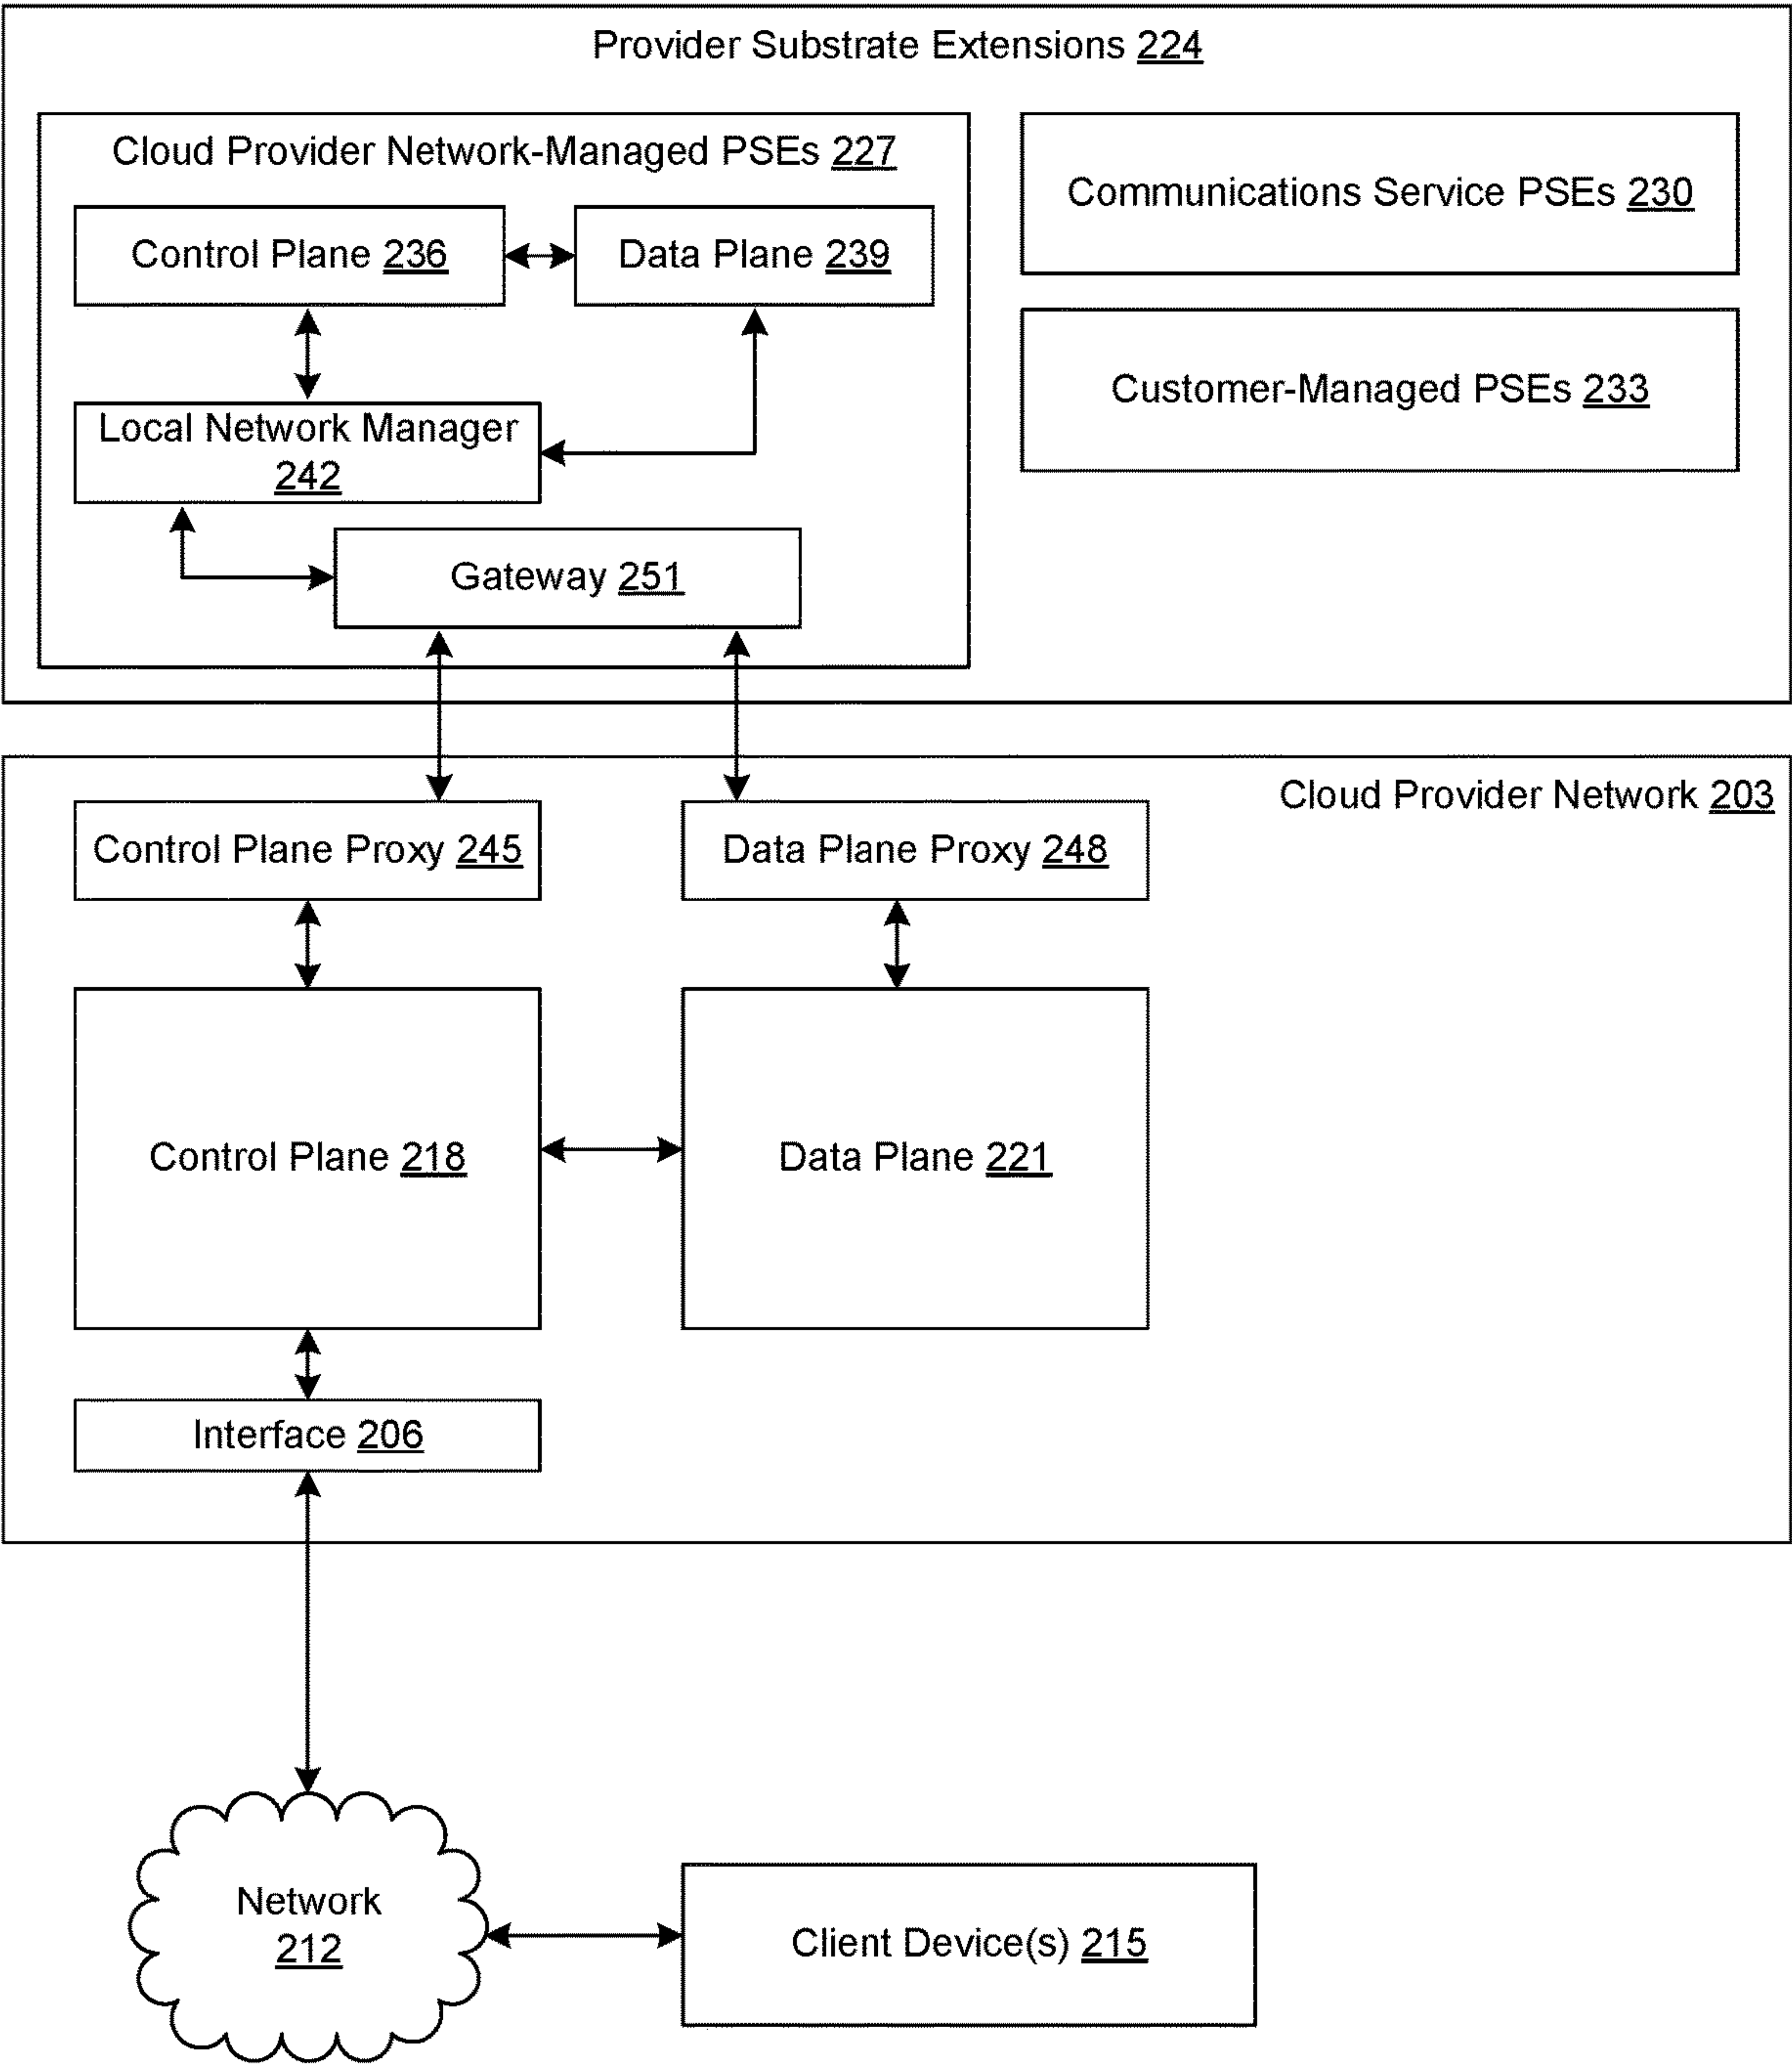 Provider Substrate Extensions 224
Cloud Provider Network-Managed PSEs 227
Control Plane 236
Data Plane 239
Local Network Manager
242
Gateway 251
Communications Service PSEs 230
Customer-Managed PSEs 233
Cloud Provider Network 203
Control Plane Proxy 245
Data Plane Proxy 248
Control Plane 218
Data Plane 221
Interface 206
Network
212
Client Device(s) 215